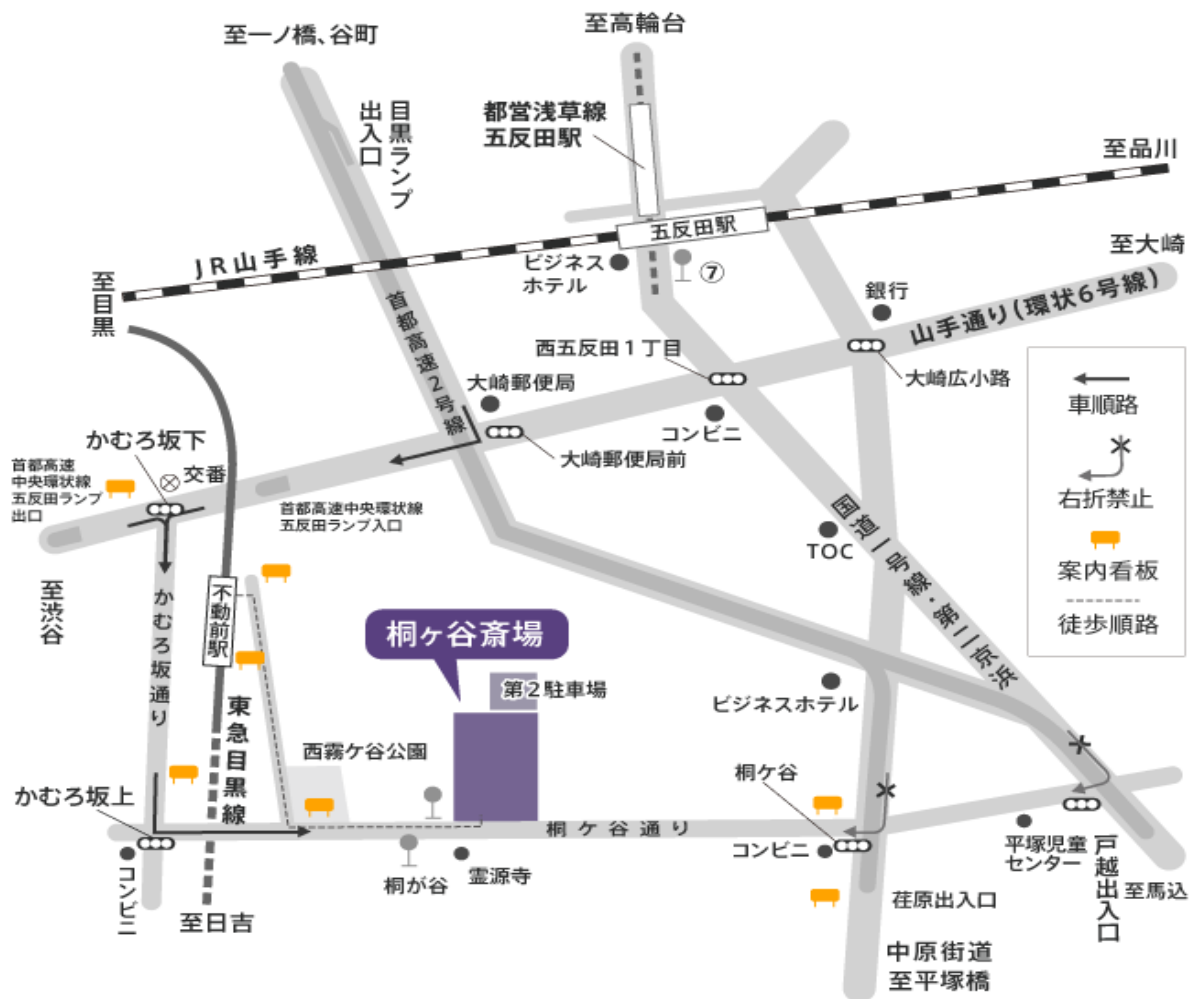 至一ノ橋、谷町
至高輪台
目黒ランプ
出入口
都営浅草線
五反田駅
至品川
五反田駅
JR山手線
ビジネス
ホテル
⑦
至大崎
至目黒
銀行
山手通り(環状6号線)
首都高速2号線
西五反田1丁目
大崎郵便局
大崎広小路
コンビニ
大崎郵便局前
車順路
右折禁止
案内看板
徒歩順路
かむろ坂下
交番
首都高速
中央環状線
五反田ランプ
出口
首都高速中央環状線
五反田ランプ入口
国道一号線・第二京浜
TOC
至渋谷
かむろ坂通り
不動前駅
桐ヶ谷斎場
第2駐車場
東急目黒線
西霧ケ谷公園
ビジネスホテル
桐ケ谷
かむろ坂上
桐ケ谷通り
コンビニ
平塚児童
センター
戸越出入口
コンビニ
桐が谷
霊源寺
至馬込
至日吉
荏原出入口
中原街道
至平塚橋